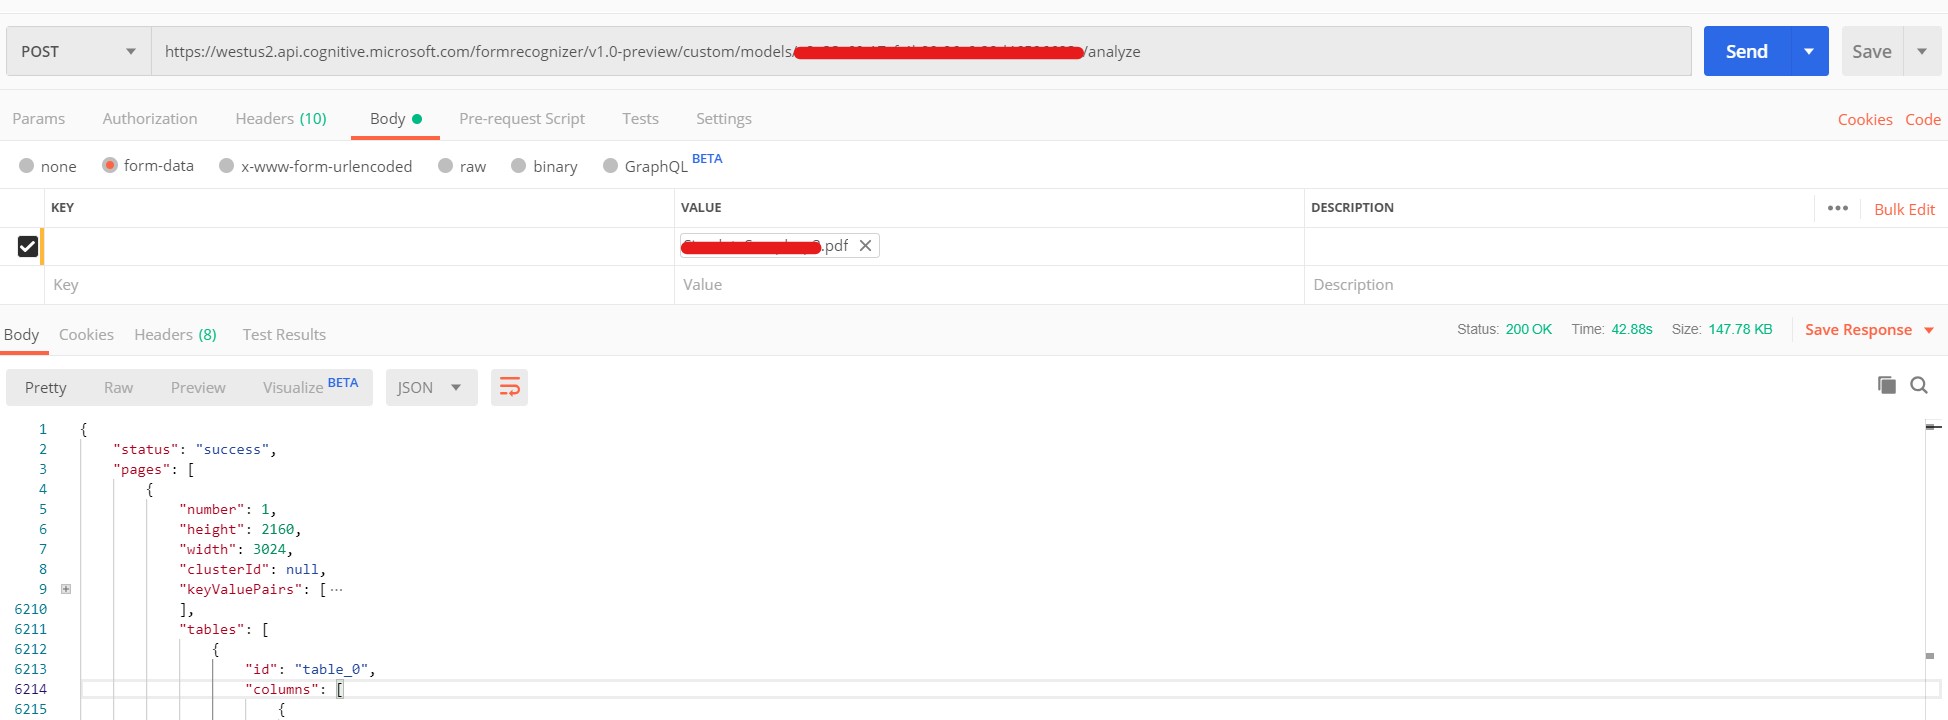 POST https://westus2.api.cognitive.microsoft.com/formrecognizer/v1.0-preview/custom/models/ /analyze Send Save
Params Authorization Headers (10) Body Pre-request Script Tests Settings Cookies Code
none form-data x-www-form-urlencoded raw binary GraphQL BETA
KEY VALUE DESCRIPTION ••• Bulk Edit
.pdf
Key Value Description
Body Cookies Headers (8) Test Results Status: 200 OK Time: 42.88s Size: 147.78 KB Save Response
Pretty Raw Preview Visualize BETA JSON
1 {
2 "status": "success",
3 "pages": [
4 {
5 "number": 1,
6 "height": 2160,
7 "width": 3024,
8 "clusterId": null,
9 "keyValuePairs": [···
6210 ],
6211 "tables": [
6212 {
6213 "id": "table_0",
6214 "columns": [
6215 {